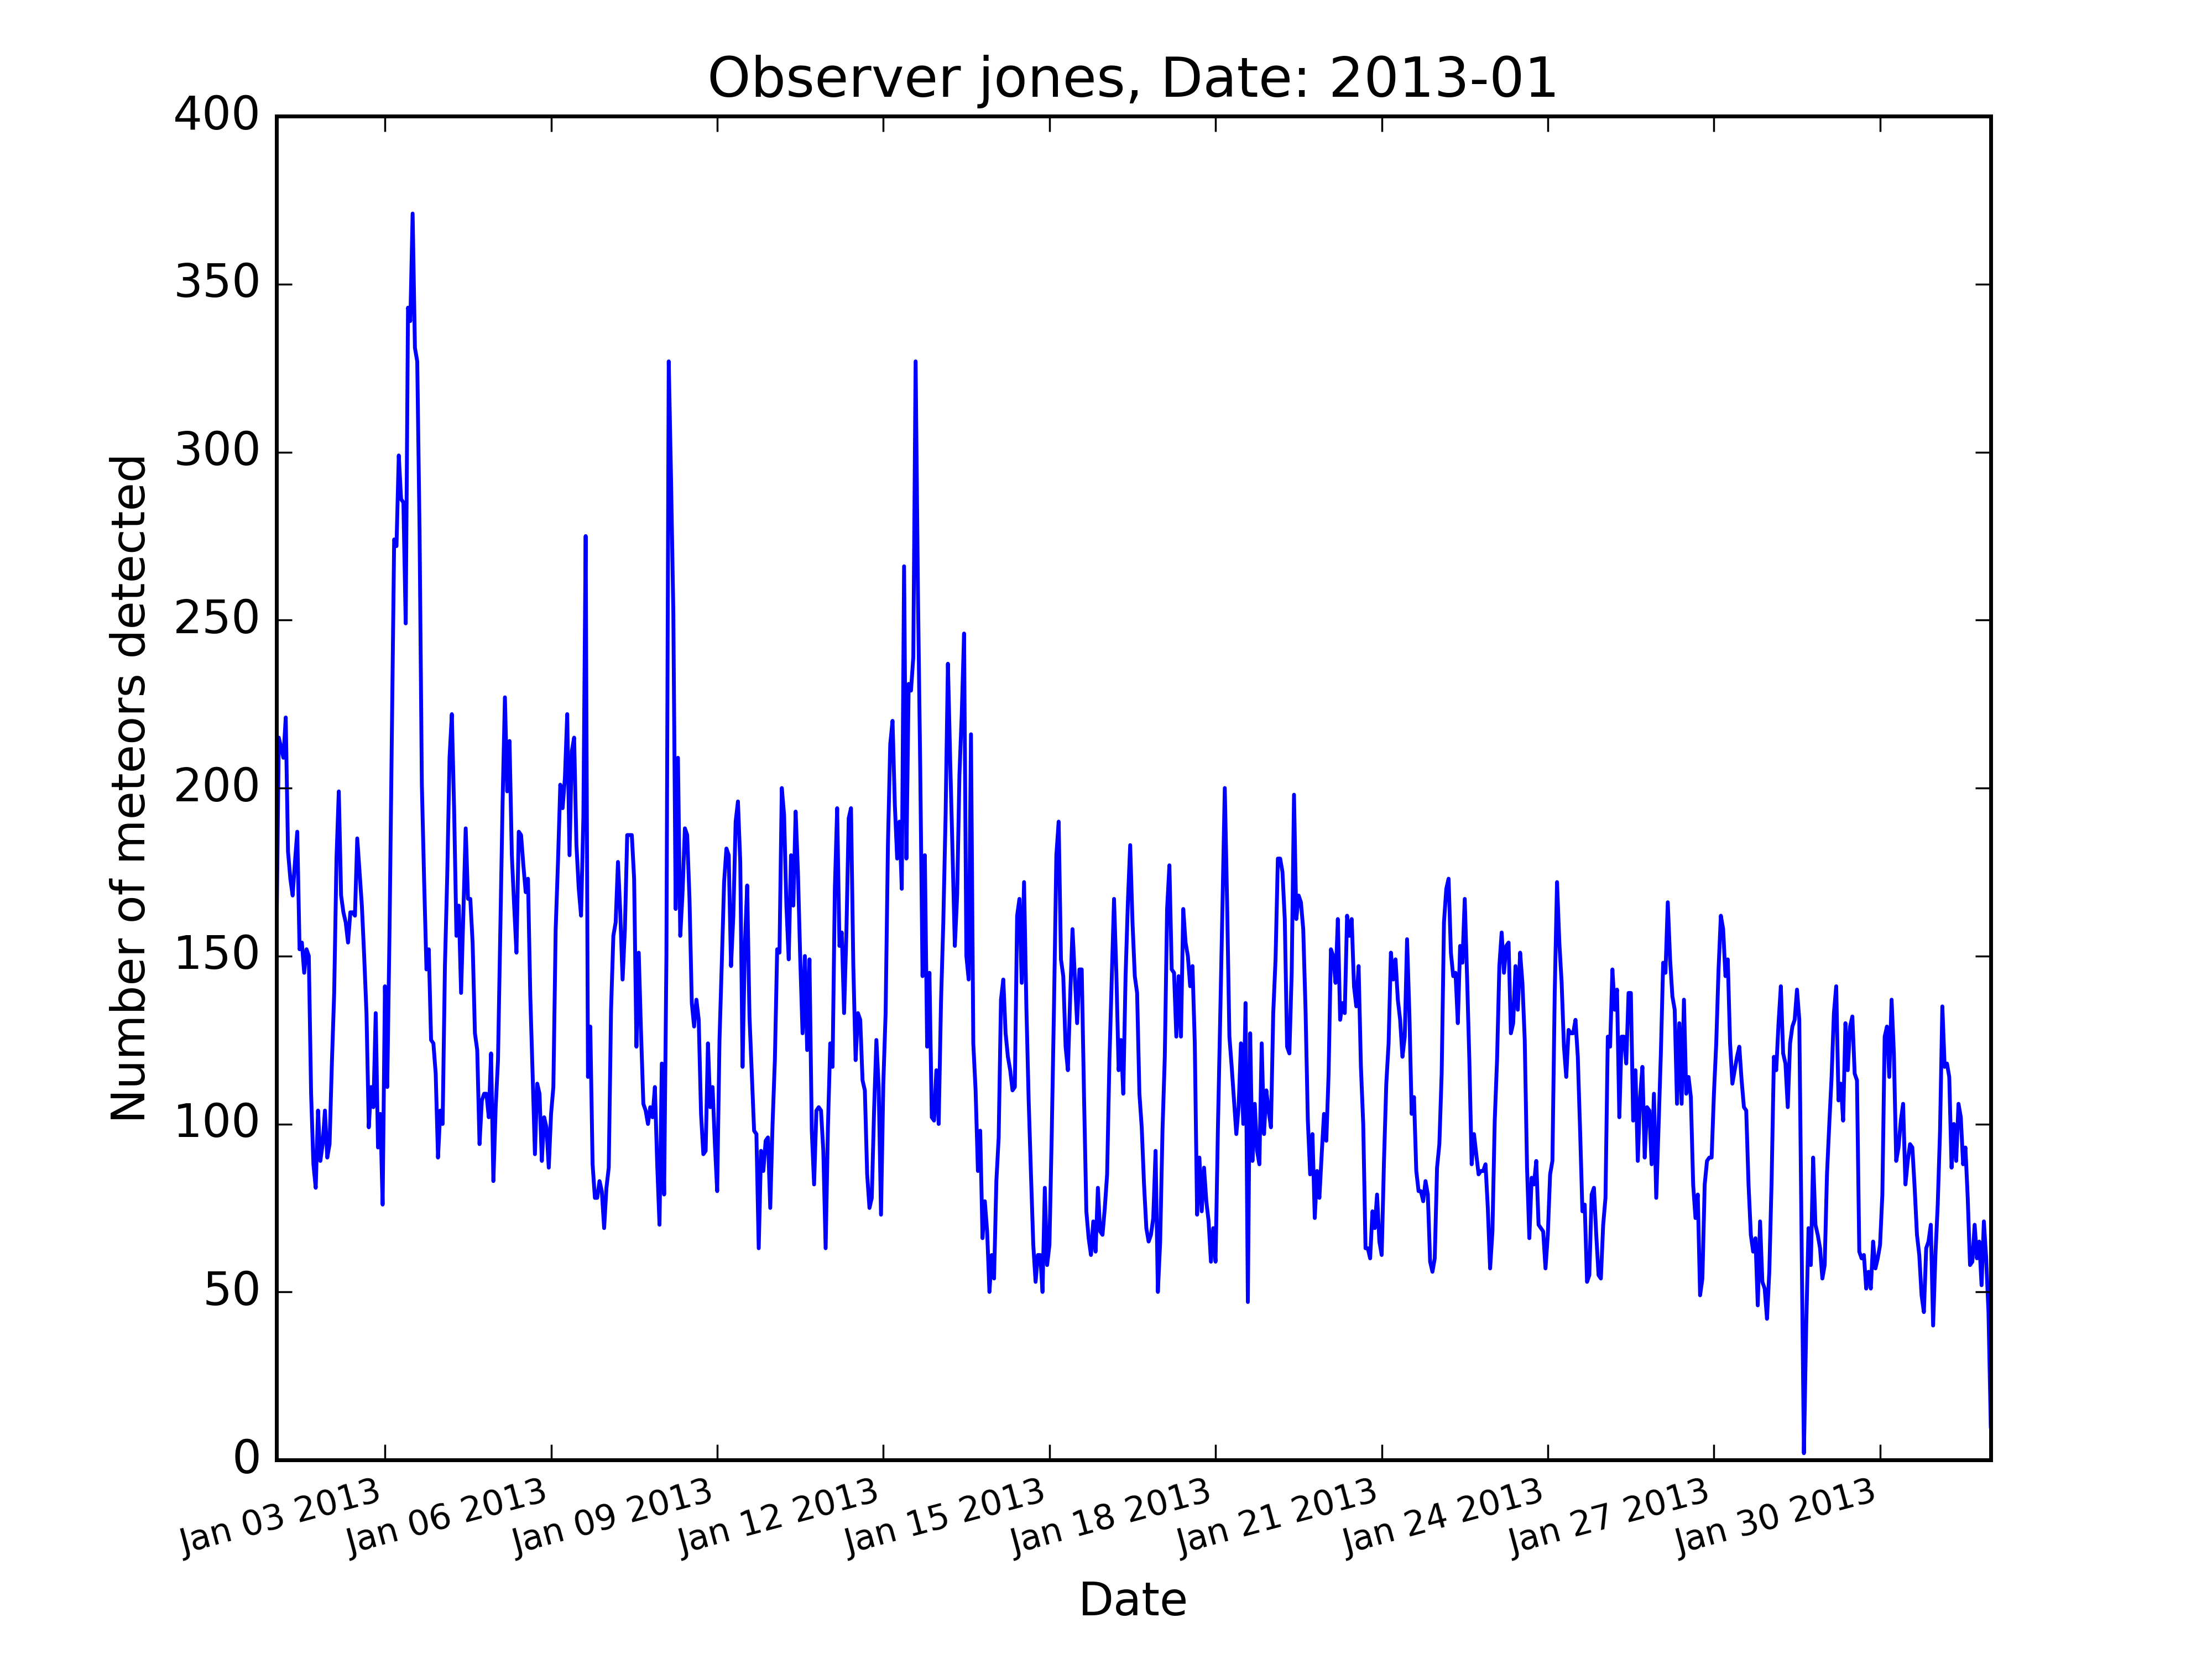 Observer jones, Date: 2013-01
Number of meteors detected
400
350
300
250
200
150
100
50
0
Jan 03 2013
Jan 06 2013
Jan 09 2013
Jan 12 2013
Jan 15 2013
Jan 18 2013
Jan 21 2013
Jan 24 2013
Jan 27 2013
Jan 30 2013
Date